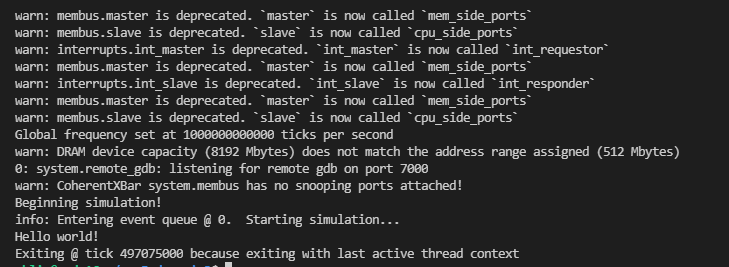 warn: membus.master is deprecated. `master` is now called `mem_side_ports`
warn: membus.slave is deprecated. `slave` is now called `cpu_side_ports`
warn: interrupts.int_master is deprecated. `int_master` is now called `int_requestor`
warn: membus.master is deprecated. `master` is now called `mem_side_ports`
warn: interrupts.int_slave is deprecated. `int_slave` is now called `int_responder`
warn: membus.master is deprecated. `master` is now called `mem_side_ports`
warn: membus.slave is deprecated. `slave` is now called `cpu_side_ports`
Global frequency set at 1000000000000 ticks per second
warn: DRAM device capacity (8192 Mbytes) does not match the address range assigned (512 Mbytes)
0: system.remote_gdb: listening for remote gdb on port 7000
warn: CoherentXBar system.membus has no snooping ports attached!
Beginning simulation!
info: Entering event queue @ 0.  Starting simulation...
Hello world!
Exiting @ tick 497075000 because exiting with last active thread context